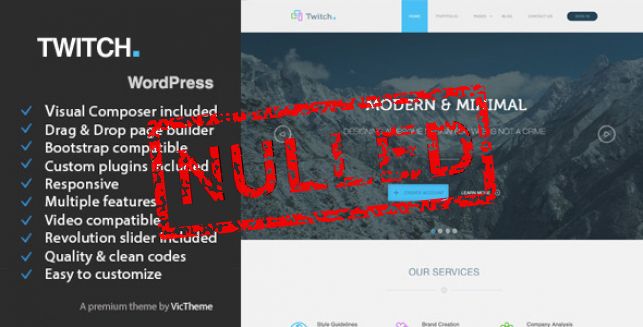 TWITCH.
WordPress
Visual Composer included
Drag & Drop page builder
Bootstrap compatible
Custom plugins included
Responsive
Multiple features
Video compatible
Revolution slider included
Quality & clean codes
Easy to customize
A premium theme by VicTheme
Twitch.
HOME PORTFOLIO PAGES BLOG CONTACT US SIGN IN
MODERN & MINIMAL
DESIGNING AWESOME WEB IS NOT A CRIME
CREATE ACCOUNT LEARN MORE
NULLED
OUR SERVICES
Style Guidelines Brand Creation Company Analysis